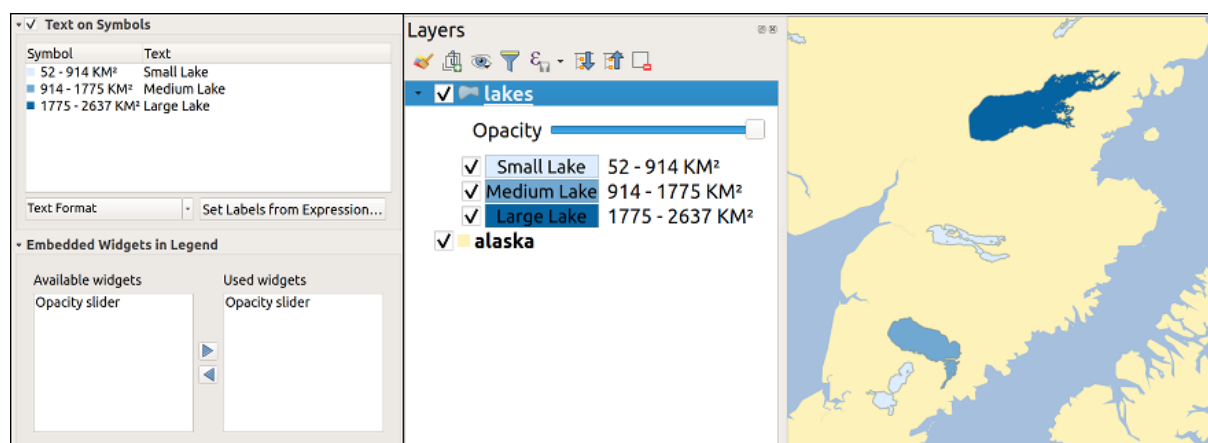 Text on Symbols
Symbol Text
52 - 914 KM² Small Lake
914 - 1775 KM² Medium Lake
1775 - 2637 KM² Large Lake
Text Format Set Labels from Expression...
Embedded Widgets in Legend
Available widgets Used widgets
Opacity slider Opacity slider
Layers
lakes
Opacity
Small Lake 52 - 914 KM²
Medium Lake 914 - 1775 KM²
Large Lake 1775 - 2637 KM²
alaska